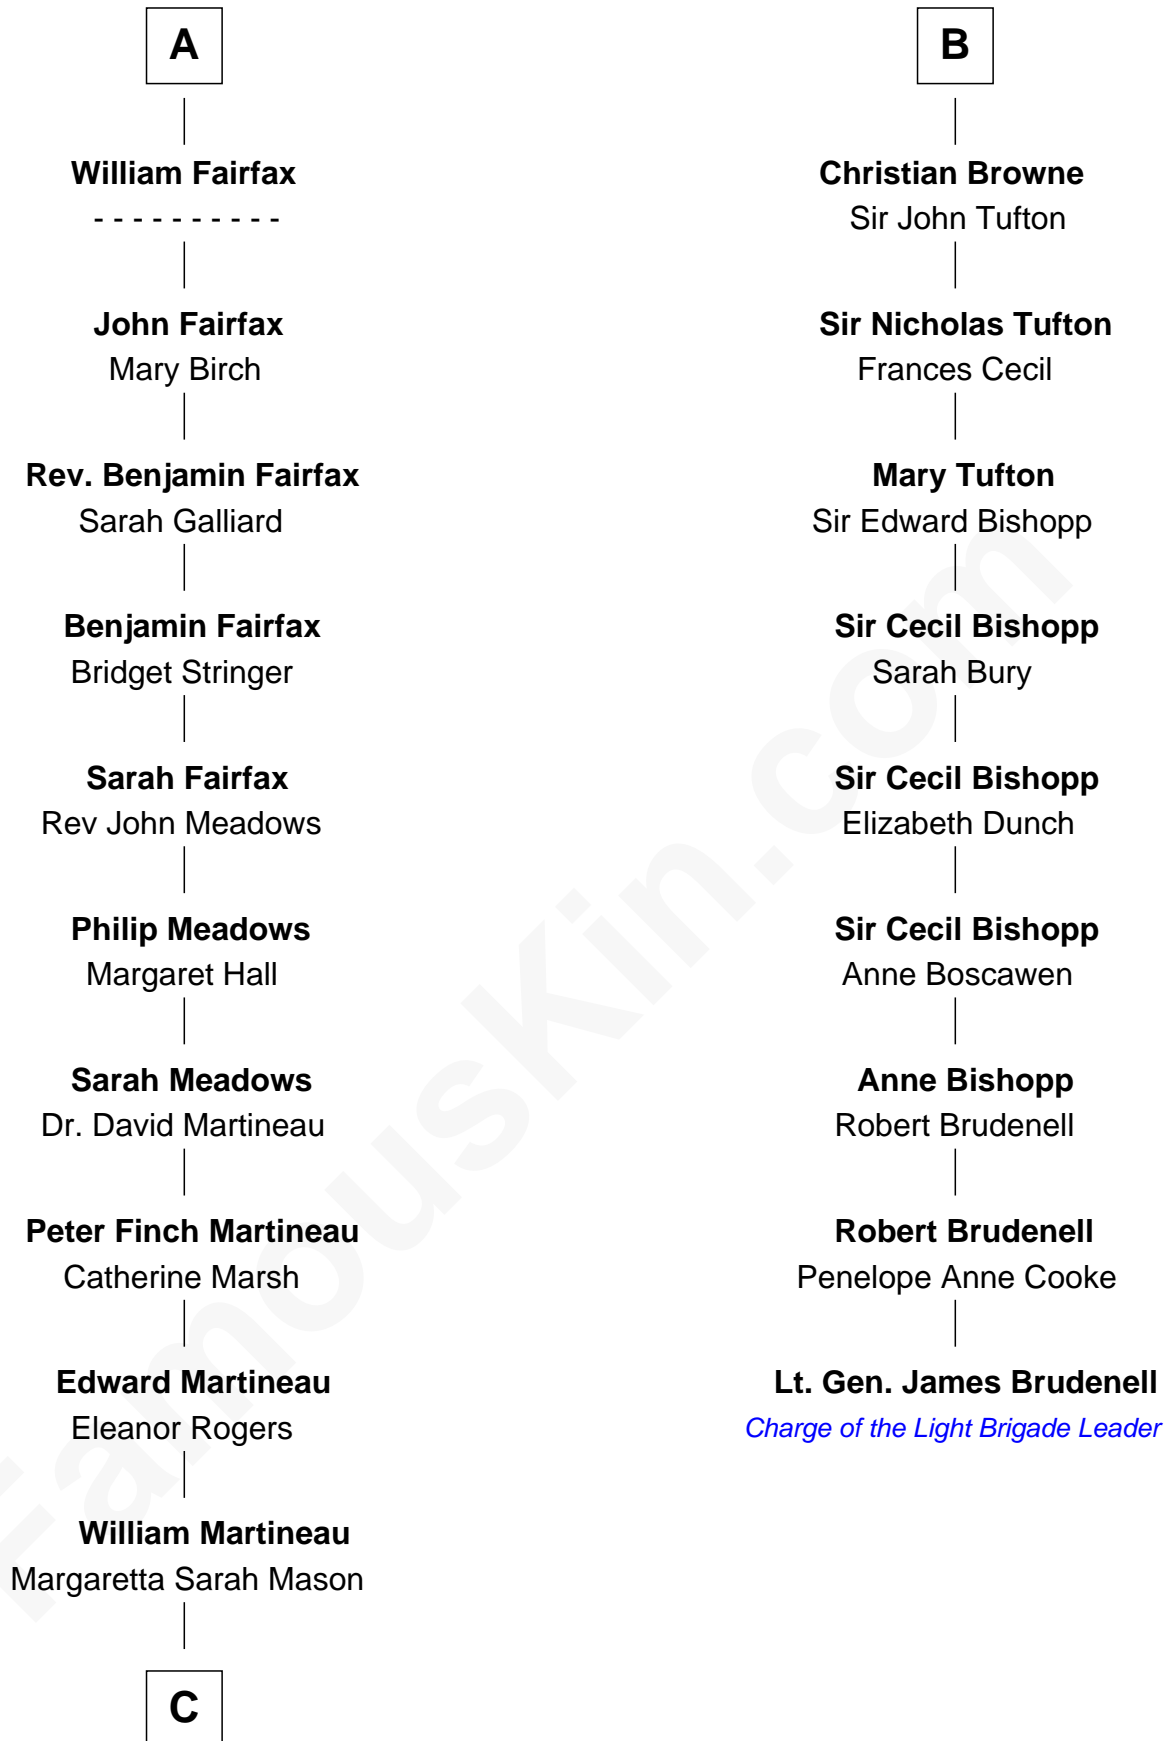 A
William Fairfax
- - - - - - - - - -
John Fairfax
Mary Birch
Rev. Benjamin Fairfax
Sarah Galliard
Benjamin Fairfax
Bridget Stringer
Sarah Fairfax
Rev John Meadows
Philip Meadows
Margaret Hall
Sarah Meadows
Dr. David Martineau
Peter Finch Martineau
Catherine Marsh
Edward Martineau
Eleanor Rogers
William Martineau
Margaretta Sarah Mason
C
B
Christian Browne
Sir John Tufton
Sir Nicholas Tufton
Frances Cecil
Mary Tufton
Sir Edward Bishopp
Sir Cecil Bishopp
Sarah Bury
Sir Cecil Bishopp
Elizabeth Dunch
Sir Cecil Bishopp
Anne Boscawen
Anne Bishopp
Robert Brudenell
Robert Brudenell
Penelope Anne Cooke
Lt. Gen. James Brudenell
Charge of the Light Brigade Leader
FamousKin.com